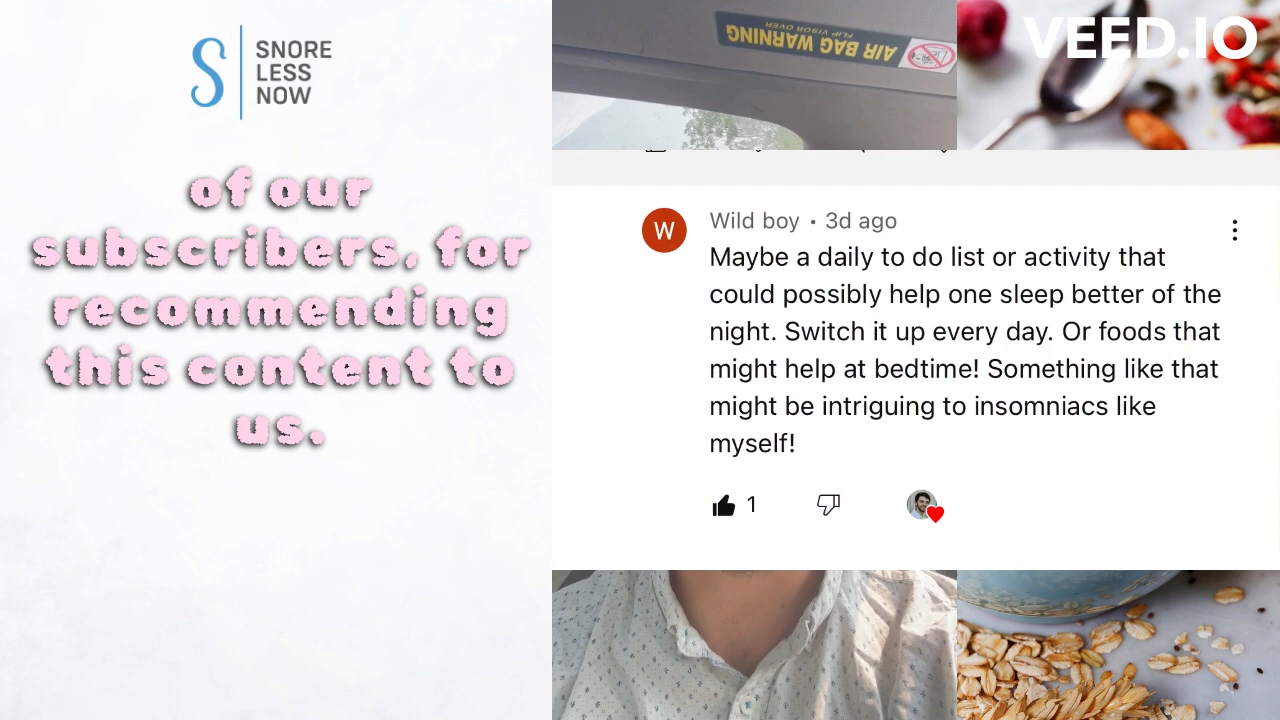 SNORE
LESS
NOW
of our
subscribers, for
recommending
this content to
us.
AIR BAG WARNING
FLIP VISOR OVER
VEED.IO
W
Wild boy • 3d ago
Maybe a daily to do list or activity that
could possibly help one sleep better of the
night. Switch it up every day. Or foods that
might help at bedtime! Something like that
might be intriguing to insomniacs like
myself!
1